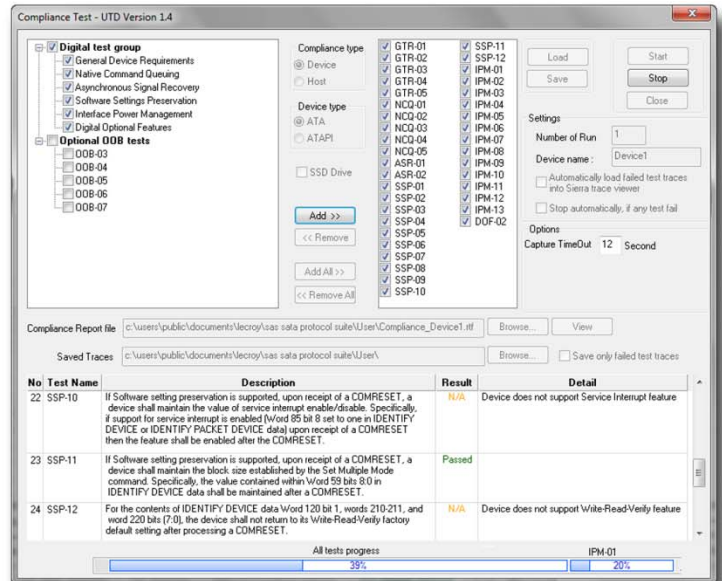 Compliance Test - UTD Version 1.4
Digital test group
General Device Requirements
Native Command Queuing
Asynchronous Signal Recovery
Software Settings Preservation
Interface Power Management
Digital Optional Features
Optional OOB tests
OOB-03
OOB-04
OOB-05
OOB-06
OOB-07
Compliance type
Device
Host
Device type
ATA
ATAPI
SSD Drive
Add >>
<< Remove
Add All >>
<< Remove All
GTR-01
GTR-02
GTR-03
GTR-04
GTR-05
NCQ-01
NCQ-02
NCQ-03
NCQ-04
NCQ-05
ASR-01
ASR-02
SSP-01
SSP-02
SSP-03
SSP-04
SSP-05
SSP-06
SSP-07
SSP-08
SSP-09
SSP-10
SSP-11
SSP-12
IPM-01
IPM-02
IPM-03
IPM-04
IPM-05
IPM-06
IPM-07
IPM-08
IPM-09
IPM-10
IPM-11
IPM-12
IPM-13
DOF-02
Load
Save
Start
Stop
Close
Settings
Number of Run 1
Device name : Device1
Automatically load failed test traces
into Sierra trace viewer
Stop automatically, if any test fail
Options
Capture TimeOut 12 Second
Compliance Report file c:\users\public\documents\lecroy\sas sata protocol suite\User\Compliance_Device1.rtf Browse... View
Saved Traces c:\users\public\documents\lecroy\sas sata protocol suite\User\ Browse... Save only failed test traces
No Test Name Description Result Detail
22 SSP-10 If Software setting preservation is supported, upon receipt of a COMRESET, a N/A Device does not support Service Interrupt feature
device shall maintain the value of service interrupt enable/disable. Specifically,
if support for service interrupt is enabled (Word 85 bit 8 set to one in IDENTIFY
DEVICE or IDENTIFY PACKET DEVICE data) upon receipt of a COMRESET
then the feature shall be enabled after the COMRESET.
23 SSP-11 If Software setting preservation is supported, upon receipt of a COMRESET, a Passed
device shall maintain the block size established by the Set Multiple Mode
command. Specifically, the value contained within Word 59 bits 8:0 in
IDENTIFY DEVICE data shall be maintained after a COMRESET.
24 SSP-12 For the contents of IDENTIFY DEVICE data Word 120 bit 1, words 210-211, and N/A Device does not support Write-Read-Verify feature
word 220 bits (7:0), the device shall not return to its Write-Read-Verify factory
default setting after processing a COMRESET.
All tests progress IPM-01
39% 20%